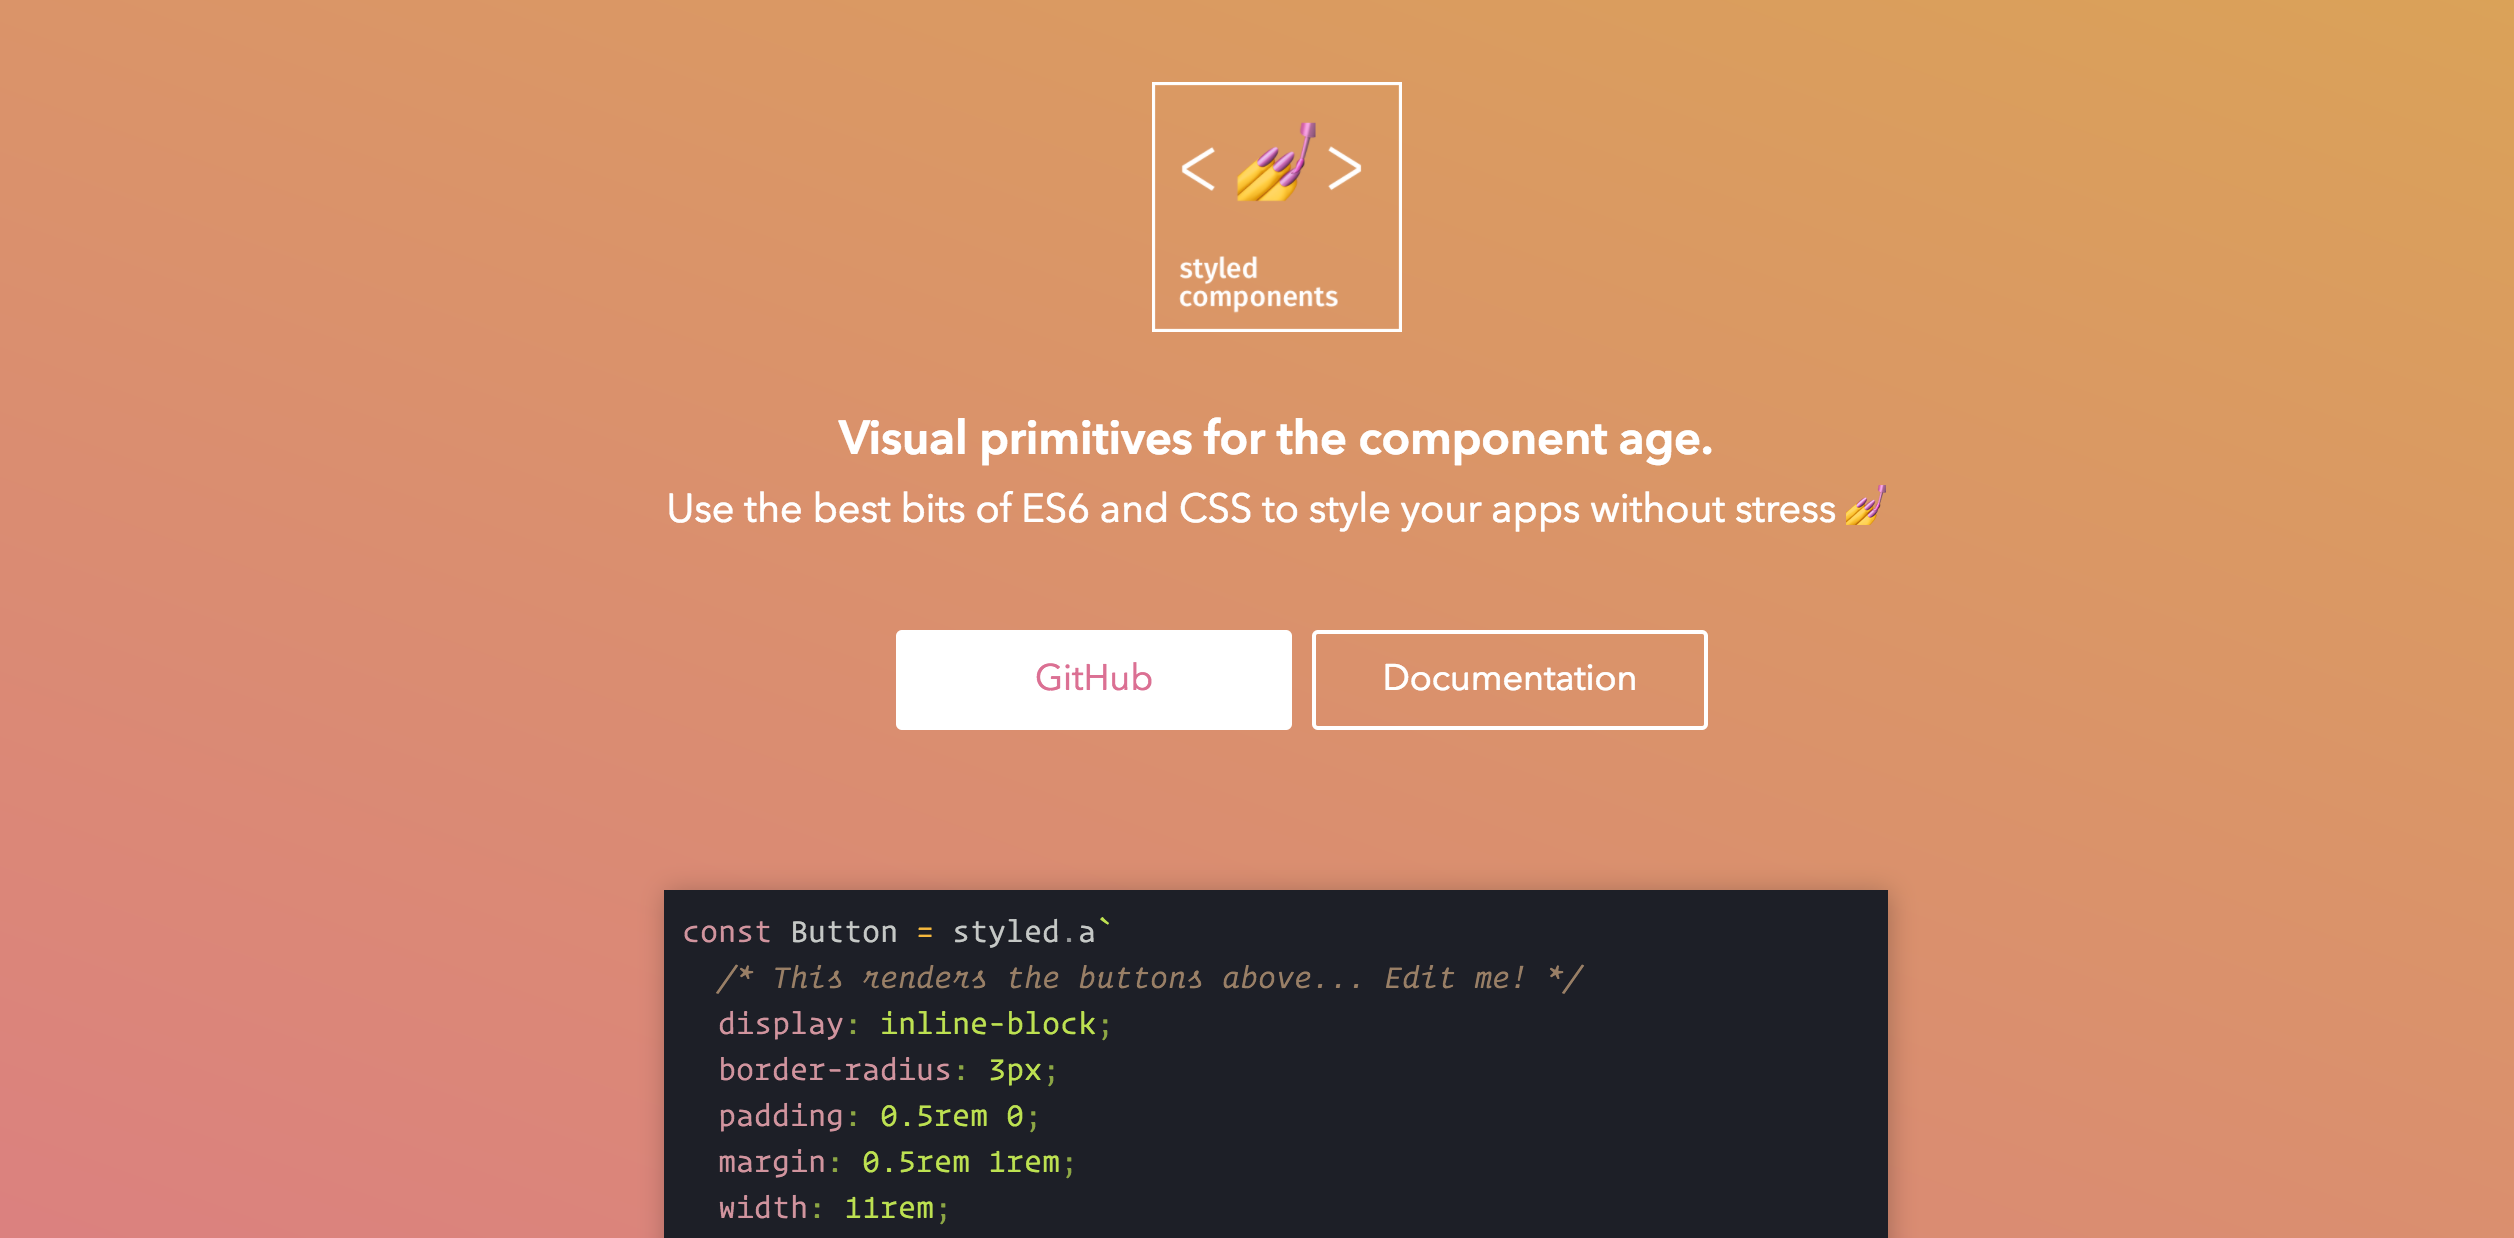 < 💅 >
styled
components
Visual primitives for the component age.
Use the best bits of ES6 and CSS to style your apps without stress 💅
GitHub
Documentation
const Button = styled.a`
/* This renders the buttons above... Edit me! */
display: inline-block;
border-radius: 3px;
padding: 0.5rem 0;
margin: 0.5rem 1rem;
width: 11rem;